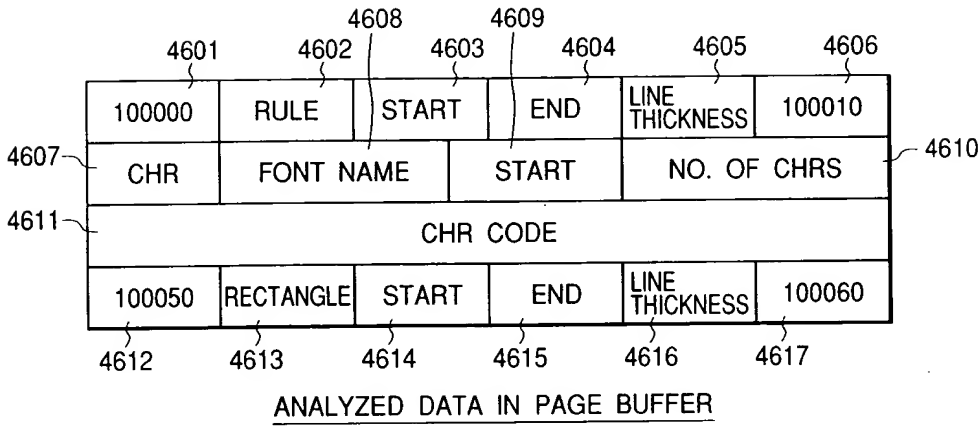 4608 4609
4601 4602 4603 4604 4605 4606
100000 RULE START END LINE THICKNESS 100010
4607 CHR FONT NAME START NO. OF CHRS 4610
4611 CHR CODE
100050 RECTANGLE START END LINE THICKNESS 100060
4612 4613 4614 4615 4616 4617
ANALYZED DATA IN PAGE BUFFER